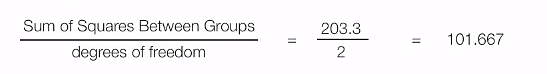 Sum of Squares Between Groups
degrees of freedom
=
203.3
2
=
101.667